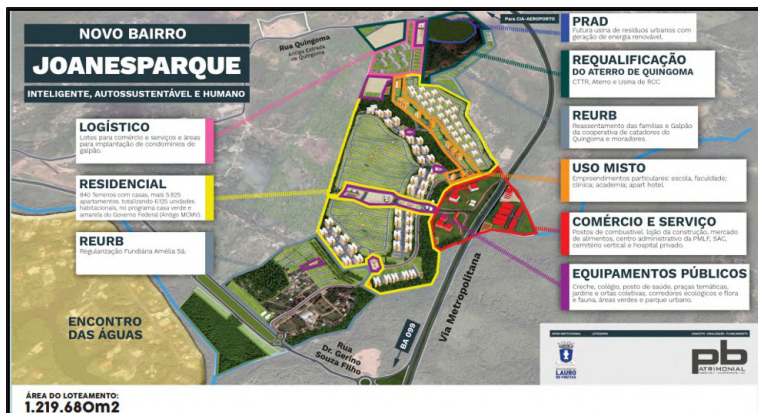 NOVO BAIRRO
JOANESPARQUE
INTELIGENTE, AUTOSSUSTENTÁVEL E HUMANO
LOGÍSTICO
Lotes para comércio e serviços e áreas
para implantação de condomínios de
galpão.
RESIDENCIAL
840 Terrenos com casas, mais 5.825
apartamentos, totalizando 6.125 unidades
habitacionais, no programa casa verde e
amarela do Governo Federal (Antigo MCMV).
REURB
Regularização Fundiária Amélia Sá.
ENCONTRO
DAS ÁGUAS
ÁREA DO LOTEAMENTO:
1.219.680m2
Rua Quingoma
Antiga Estrada
do Quingoma
Para CIA-AEROPORTO
Via Metropolitana
BA 099
Rua
Dr. Gerino
Souza Filho
PRAD
Futura usina de resíduos urbanos com
geração de energia renovável.
REQUALIFICAÇÃO
DO ATERRO DE QUINGOMA
CTTR, Aterro e Usina de RCC
REURB
Reassentamento das famílias e Galpão
da cooperativa de catadores do
Quingoma e moradores.
USO MISTO
Empreendimentos particulares: escola, faculdade;
clínica; academia; apart hotel.
COMÉRCIO E SERVIÇO
Postos de combustível, lojão da construção, mercado
de alimentos, centro administrativo da PMLF, SAC,
cemitério vertical e hospital privado.
EQUIPAMENTOS PÚBLICOS
Creche, colégio, posto de saúde, praças temáticas,
jardins e ortas coletivas, corredores ecológicos e flora
e fauna, áreas verdes e parque urbano.
LAURO
DE FREITAS
pb
PATRIMONIAL